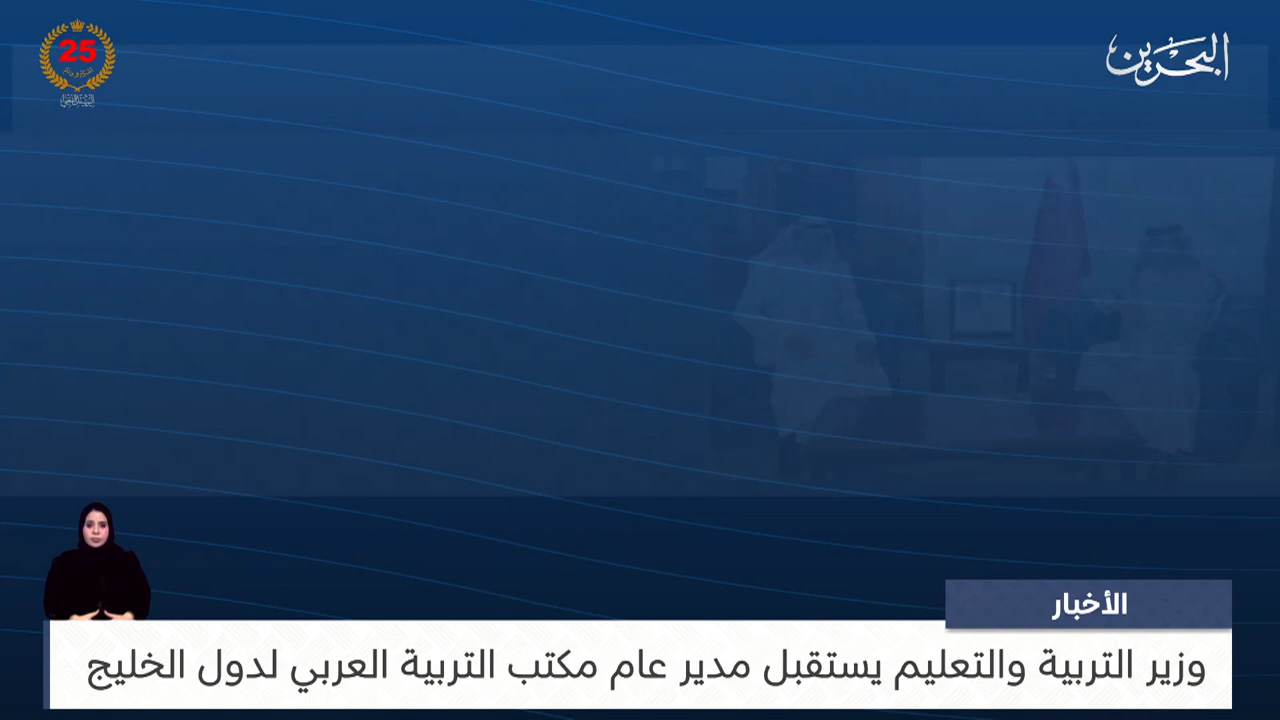 البحرين
25
الأخبار
وزير التربية والتعليم يستقبل مدير عام مكتب التربية العربي لدول الخليج